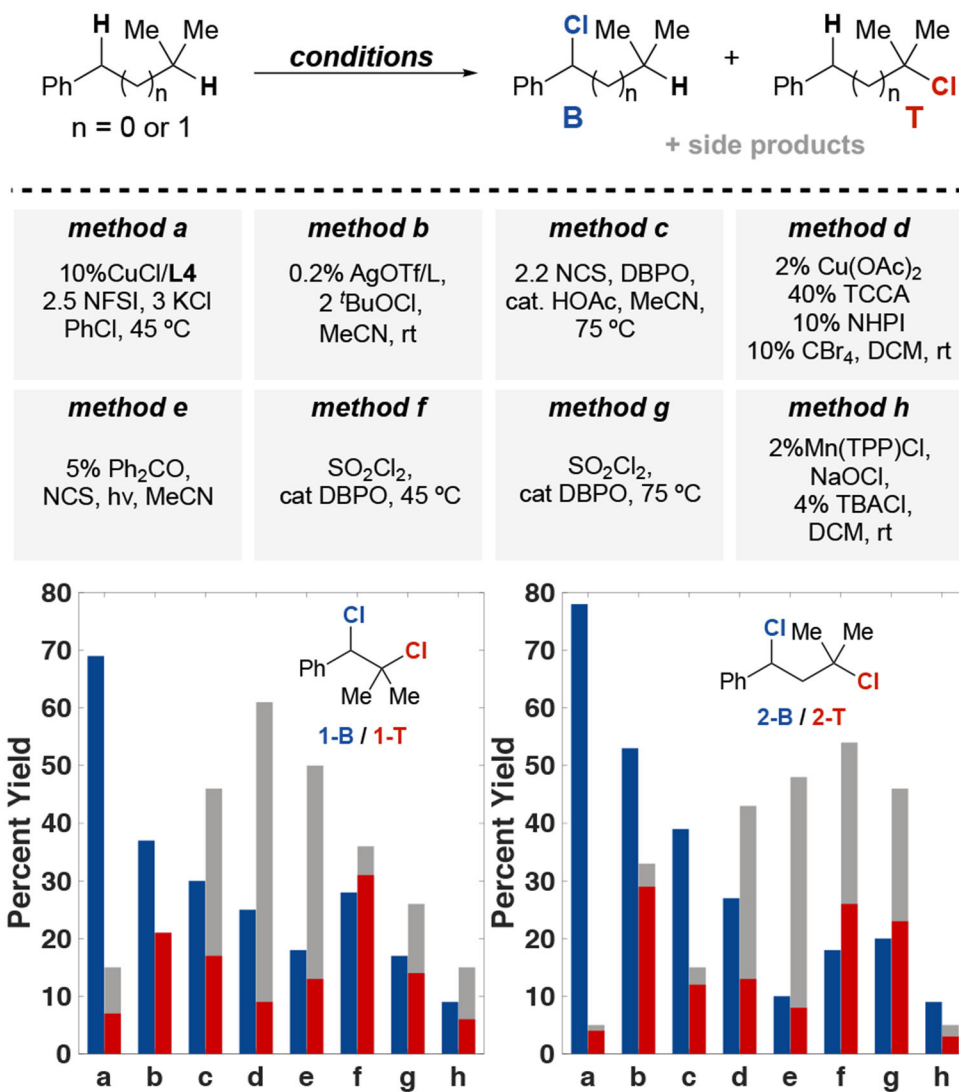 H Me Me
Ph ( )n H
n = 0 or 1
conditions
Cl Me Me
Ph ( )n H
B
+
H Me Me
Ph ( )n Cl
T
+ side products
method a
10%CuCl/L4
2.5 NFSI, 3 KCl
PhCl, 45 ºC
method b
0.2% AgOTf/L,
2 ᵗBuOCl,
MeCN, rt
method c
2.2 NCS, DBPO,
cat. HOAc, MeCN,
75 ºC
method d
2% Cu(OAc)₂
40% TCCA
10% NHPI
10% CBr₄, DCM, rt
method e
5% Ph₂CO,
NCS, hν, MeCN
method f
SO₂Cl₂,
cat DBPO, 45 ºC
method g
SO₂Cl₂,
cat DBPO, 75 ºC
method h
2%Mn(TPP)Cl,
NaOCl,
4% TBACl,
DCM, rt
Percent Yield
80
70
60
50
40
30
20
10
0
a b c d e f g h
Cl
Cl
Ph
Me Me
1-B / 1-T
Percent Yield
80
70
60
50
40
30
20
10
0
a b c d e f g h
Cl Me Me
Ph Cl
2-B / 2-T